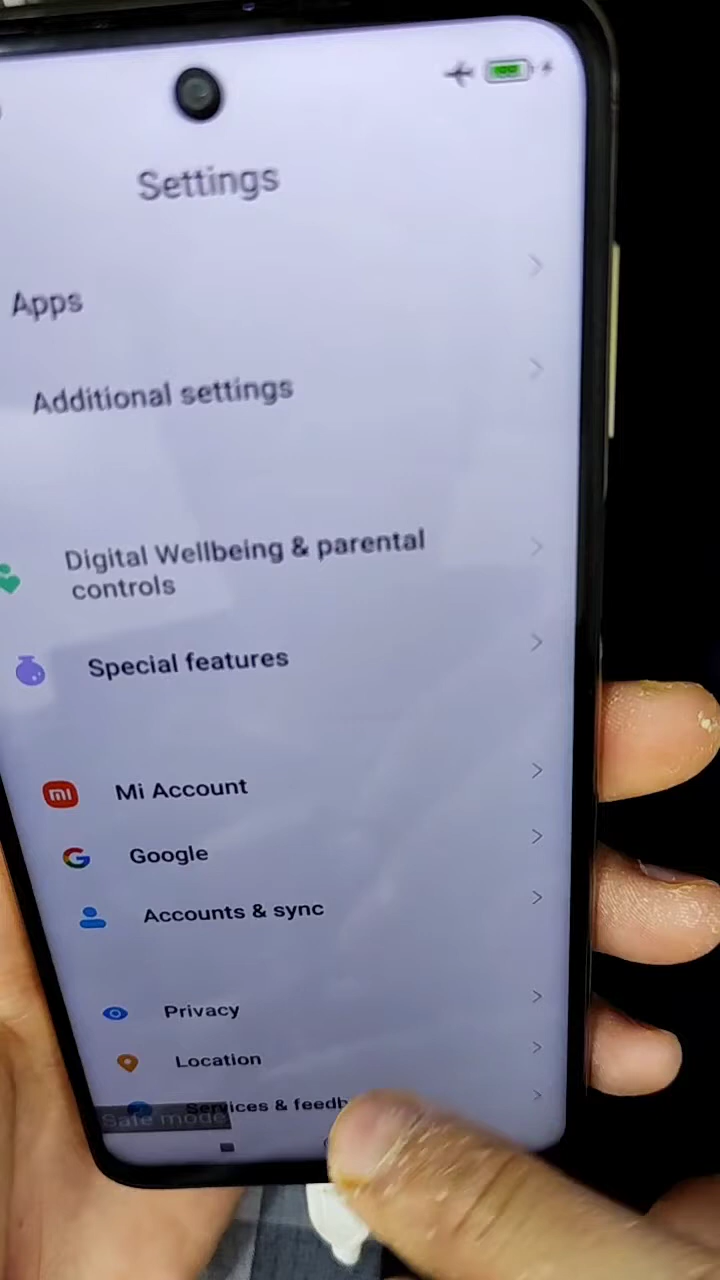 Settings
Apps
Additional settings
Digital Wellbeing & parental
controls
Special features
mi
Mi Account
Google
Accounts & sync
Privacy
Location
Services & feedb
Safe mode